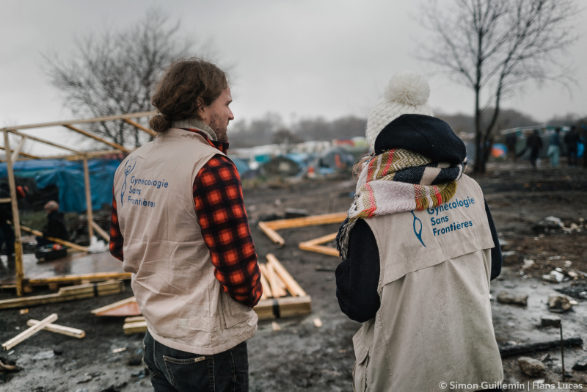 Gynécologie
Sans
Frontières
Gynécologie
Sans
Frontières
© Simon Guillemin | Hans Lucas